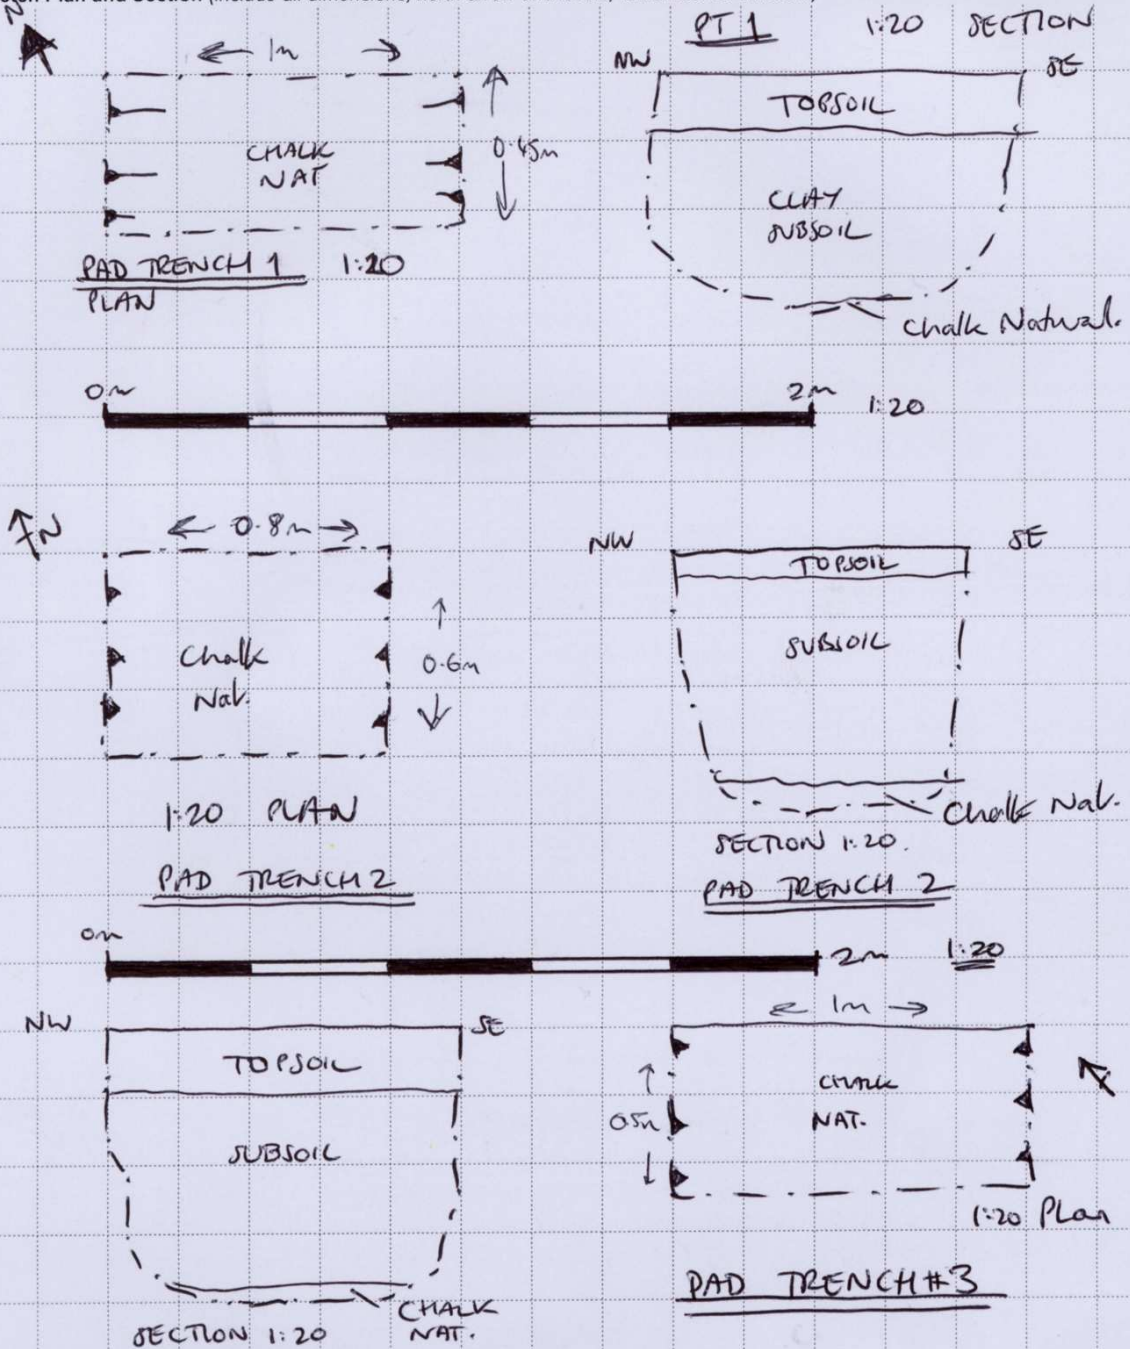 N
1m
0.45m
CHALK
NAT
PAD TRENCH 1 1:20
PLAN
PT 1 1:20 SECTION
NW SE
TOPSOIL
CLAY
SUBSOIL
Chalk Natural.
0m 2m 1:20
N
0.8m
0.6m
Chalk
Nat.
1:20 PLAN
PAD TRENCH 2
NW SE
TOPSOIL
SUBSOIL
Chalk Nat.
SECTION 1:20.
PAD TRENCH 2
0m 2m 1:20
NW SE
TOPSOIL
SUBSOIL
CHALK
NAT.
SECTION 1:20
1m
0.5m
CHALK
NAT.
1:20 Plan
PAD TRENCH #3